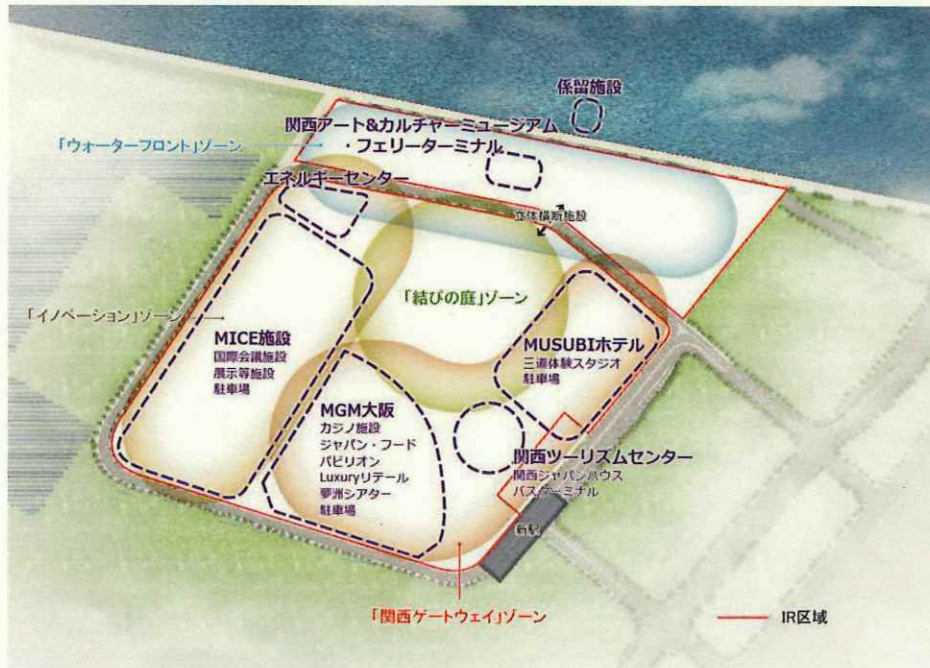 係留施設
関西アート&カルチャーミュージアム
・フェリーターミナル
「ウォーターフロント」ゾーン
エネルギーセンター
立体横断施設
「結びの庭」ゾーン
「イノベーション」ゾーン
MICE施設
国際会議施設
展示等施設
駐車場
MUSUBIホテル
三道体験スタジオ
駐車場
MGM大阪
カジノ施設
ジャパン・フード
パビリオン
Luxuryリテール
夢洲シアター
駐車場
関西ツーリズムセンター
関西ジャパンハウス
バスターミナル
新駅
「関西ゲートウェイ」ゾーン
IR区域